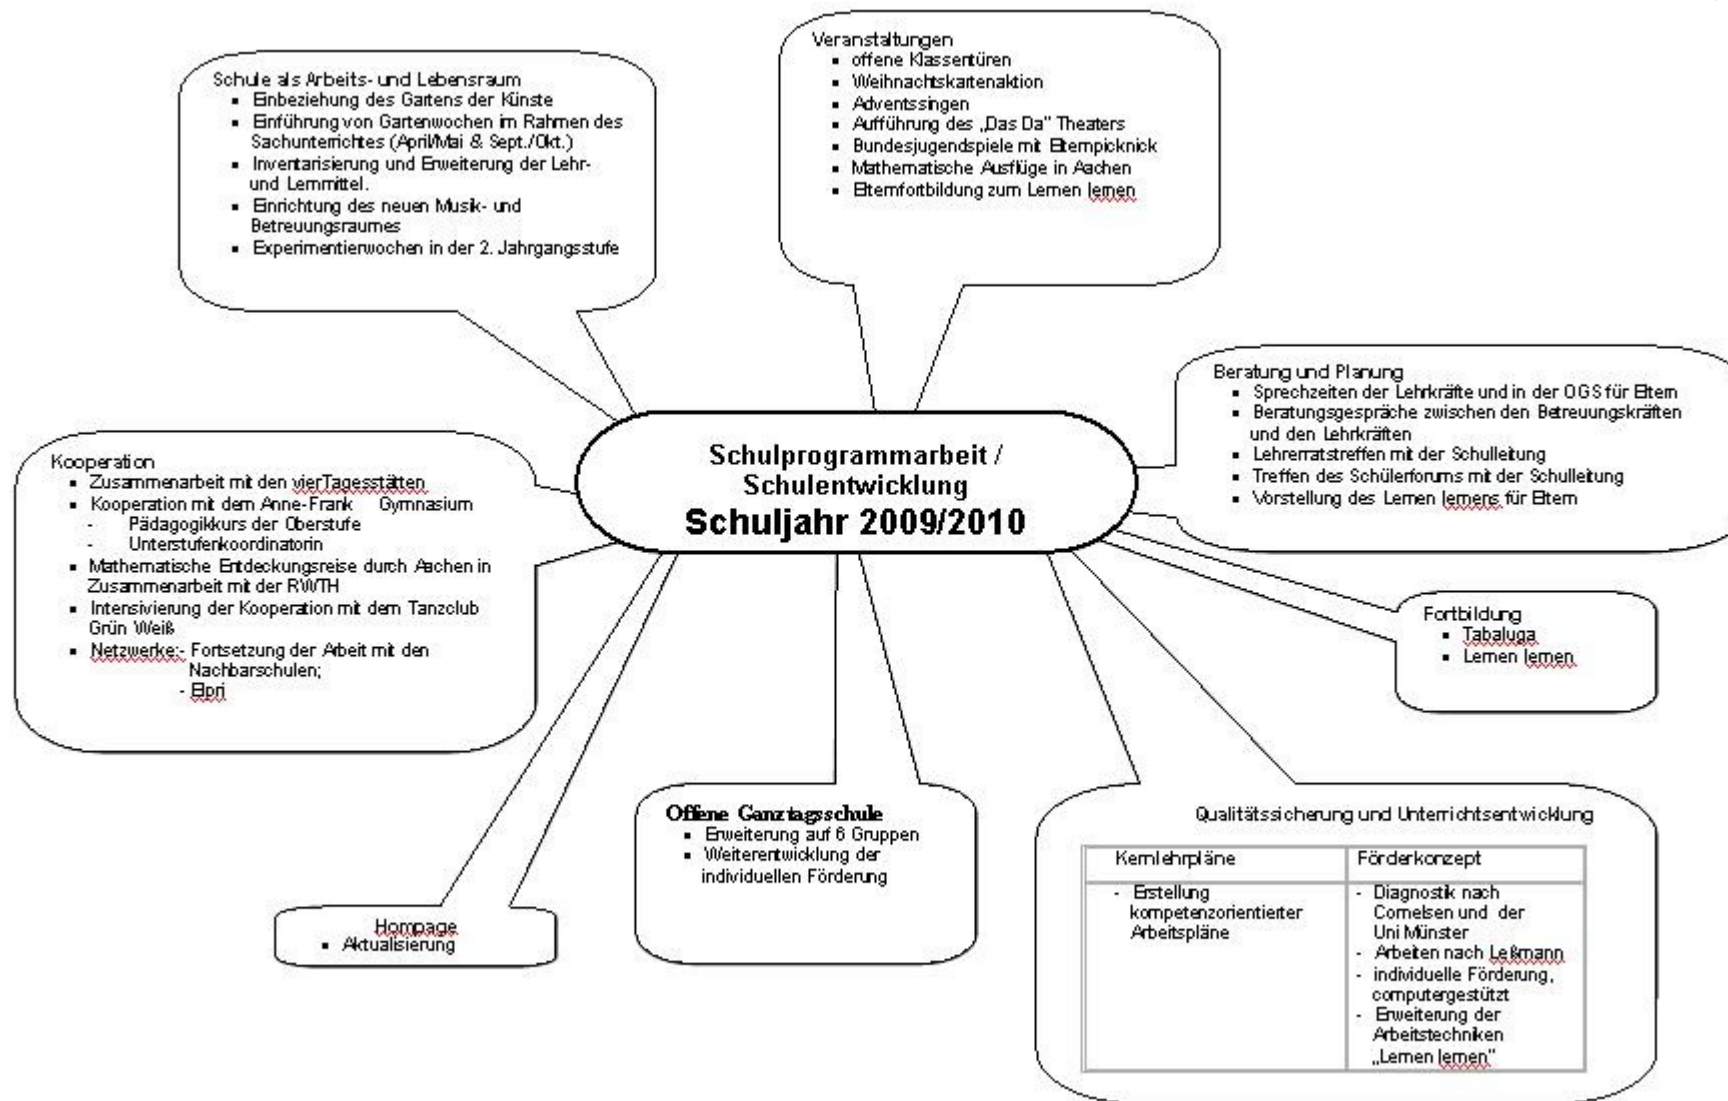 Schule als Arbeits- und Lebensraum
▪ Einbeziehung des Gartens der Künste
▪ Einführung von Gartenwochen im Rahmen des
Sachunterrichtes (April/Mai & Sept./Okt.)
▪ Inventarisierung und Erweiterung der Lehr-
und Lernmittel.
▪ Einrichtung des neuen Musik- und
Betreuungsraumes
▪ Experimentierwochen in der 2. Jahrgangsstufe
Veranstaltungen
▪ offene Klassentüren
▪ Weihnachtskartenaktion
▪ Adventssingen
▪ Aufführung des „Das Da" Theaters
▪ Bundesjugendspiele mit Elternpicknick
▪ Mathematische Ausflüge in Aachen
▪ Elternfortbildung zum Lernen lernen
Beratung und Planung
▪ Sprechzeiten der Lehrkräfte und in der OGS für Eltern
▪ Beratungsgespräche zwischen den Betreuungskräften
und den Lehrkräften
▪ Lehrerratstreffen mit der Schulleitung
▪ Treffen des Schülerforums mit der Schulleitung
▪ Vorstellung des Lernen lernens für Eltern
Schulprogrammarbeit /
Schulentwicklung
Schuljahr 2009/2010
Kooperation
▪ Zusammenarbeit mit den vierTagesstätten
▪ Kooperation mit dem Anne-Frank Gymnasium
- Pädagogikkurs der Oberstufe
- Unterstufenkoordinatorin
▪ Mathematische Entdeckungsreise durch Aachen in
Zusammenarbeit mit der RWTH
▪ Intensivierung der Kooperation mit dem Tanzclub
Grün Weiß
▪ Netzwerke:- Fortsetzung der Arbeit mit den
Nachbarschulen;
- Elpri
Fortbildung
▪ Tabaluga
▪ Lernen lernen
Offene Ganztagsschule
▪ Erweiterung auf 6 Gruppen
▪ Weiterentwicklung der
individuellen Förderung
Hompage
▪ Aktualisierung
Qualitätssicherung und Unterrichtsentwicklung
Kernlehrpläne
- Erstellung
kompetenzorientierter
Arbeitspläne
Förderkonzept
- Diagnostik nach
Cornelsen und der
Uni Münster
- Arbeiten nach Leßmann
- individuelle Förderung,
computergestützt
- Erweiterung der
Arbeitstechniken
„Lernen lernen"